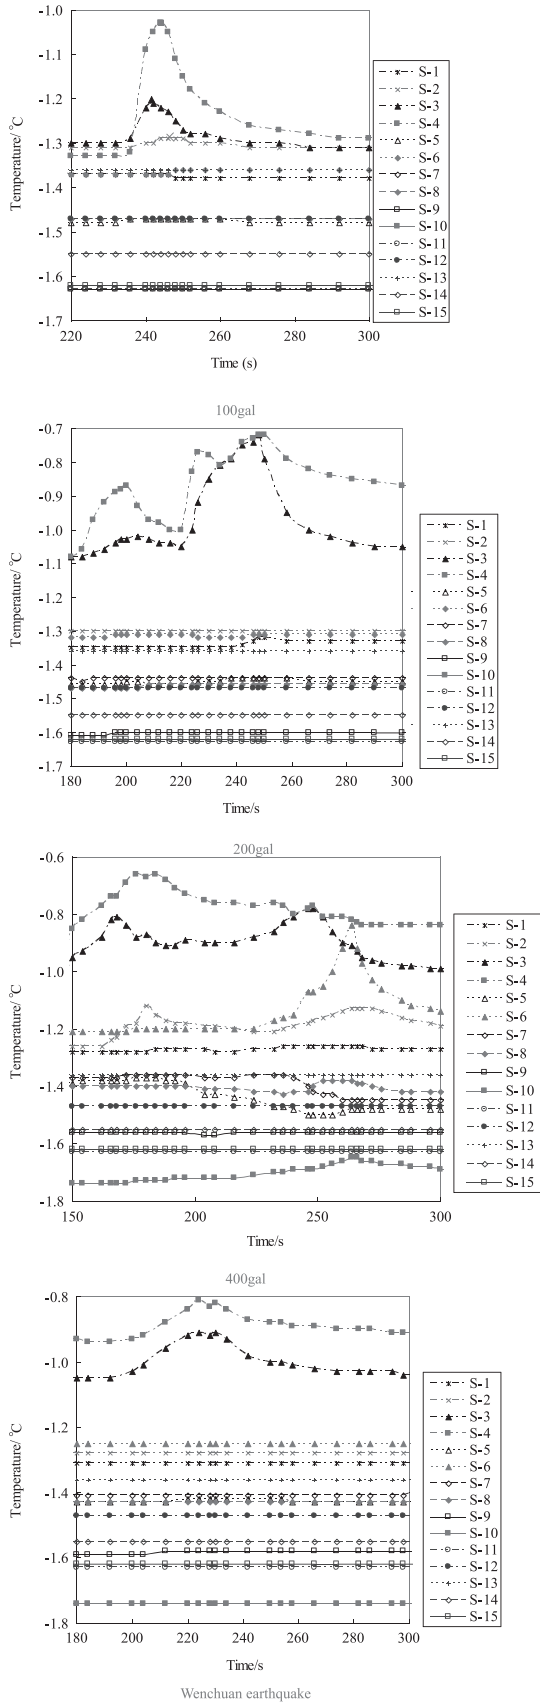 -1.0
-1.1
-1.2
-1.3
-1.4
-1.5
-1.6
-1.7
Temperature/ °C
220 240 260 280 300
Time (s)
S-1
S-2
S-3
S-4
S-5
S-6
S-7
S-8
S-9
S-10
S-11
S-12
S-13
S-14
S-15
100gal
-0.7
-0.8
-0.9
-1.0
-1.1
-1.2
-1.3
-1.4
-1.5
-1.6
-1.7
Temperature/ °C
180 200 220 240 260 280 300
Time/s
S-1
S-2
S-3
S-4
S-5
S-6
S-7
S-8
S-9
S-10
S-11
S-12
S-13
S-14
S-15
200gal
-0.6
-0.8
-1.0
-1.2
-1.4
-1.6
-1.8
Temperature/ °C
150 200 250 300
Time/s
S-1
S-2
S-3
S-4
S-5
S-6
S-7
S-8
S-9
S-10
S-11
S-12
S-13
S-14
S-15
400gal
-0.8
-1.0
-1.2
-1.4
-1.6
-1.8
Temperature/ °C
180 200 220 240 260 280 300
Time/s
S-1
S-2
S-3
S-4
S-5
S-6
S-7
S-8
S-9
S-10
S-11
S-12
S-13
S-14
S-15
Wenchuan earthquake